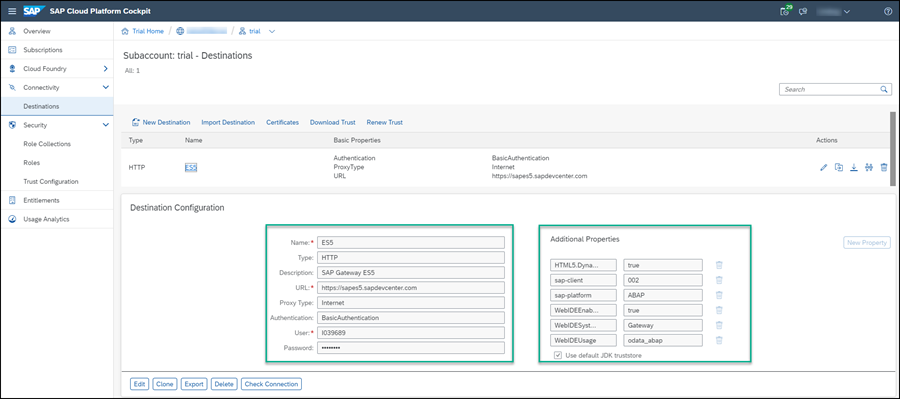 SAP SAP Cloud Platform Cockpit 29
Overview
Subscriptions
Cloud Foundry
Connectivity
Destinations
Security
Role Collections
Roles
Trust Configuration
Entitlements
Usage Analytics
Trial Home / / trial
Subaccount: trial - Destinations
All: 1
Search
New Destination Import Destination Certificates Download Trust Renew Trust
Type Name Basic Properties Actions
HTTP ES5
Authentication BasicAuthentication
ProxyType Internet
URL https://sapes5.sapdevcenter.com
Destination Configuration
Name:* ES5
Type: HTTP
Description: SAP Gateway ES5
URL:* https://sapes5.sapdevcenter.com
Proxy Type: Internet
Authentication: BasicAuthentication
User:* I039689
Password: ••••••••
Additional Properties
New Property
HTML5.Dyna... true
sap-client 002
sap-platform ABAP
WebIDEEnab... true
WebIDESyst... Gateway
WebIDEUsage odata_abap
Use default JDK truststore
Edit Clone Export Delete Check Connection